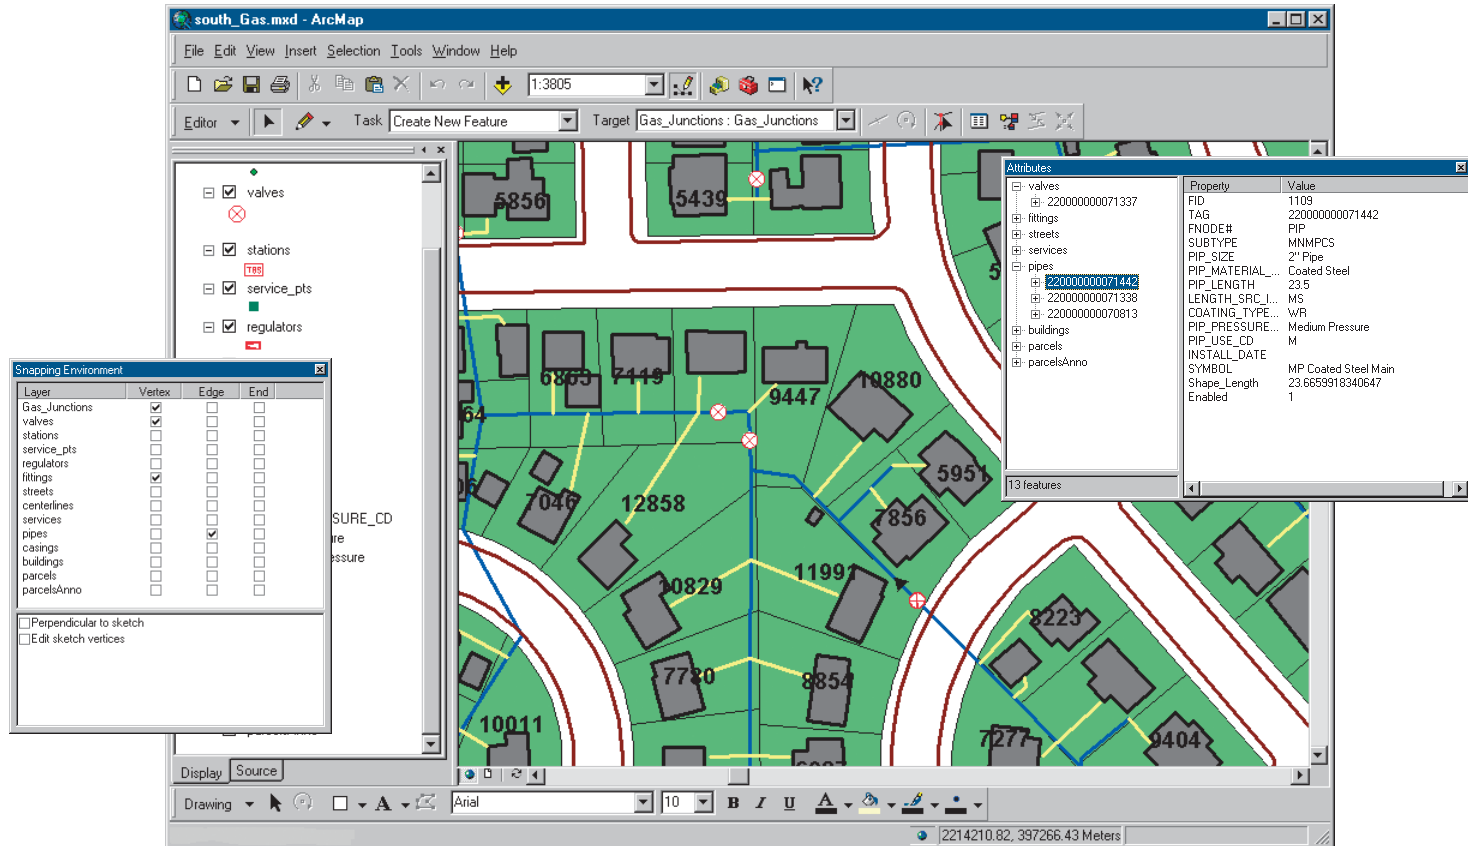 south_Gas.mxd - ArcMap
File Edit View Insert Selection Tools Window Help
1:3805
Editor Task Create New Feature Target Gas_Junctions : Gas_Junctions
valves
stations
TBS
service_pts
regulators
SURE_CD
re
essure
Display Source
Snapping Environment
Layer Vertex Edge End
Gas_Junctions
valves
stations
service_pts
regulators
fittings
streets
centerlines
services
pipes
casings
buildings
parcels
parcelsAnno
Perpendicular to sketch
Edit sketch vertices
5856
5439
6863
7119
9447
10880
64
5951
7046
12858
7856
10829
11991
8223
7780
8854
10011
7277
9404
Attributes
valves
220000000071337
fittings
streets
services
pipes
220000000071442
220000000071338
220000000070813
buildings
parcels
parcelsAnno
13 features
Property Value
FID 1109
TAG 220000000071442
FNODE# PIP
SUBTYPE MNMPCS
PIP_SIZE 2" Pipe
PIP_MATERIAL_... Coated Steel
PIP_LENGTH 23.5
LENGTH_SRC_I... MS
COATING_TYPE... WR
PIP_PRESSURE... Medium Pressure
PIP_USE_CD M
INSTALL_DATE
SYMBOL MP Coated Steel Main
Shape_Length 23.6659918340647
Enabled 1
Drawing A Arial 10 B I U A
2214210.82, 397266.43 Meters